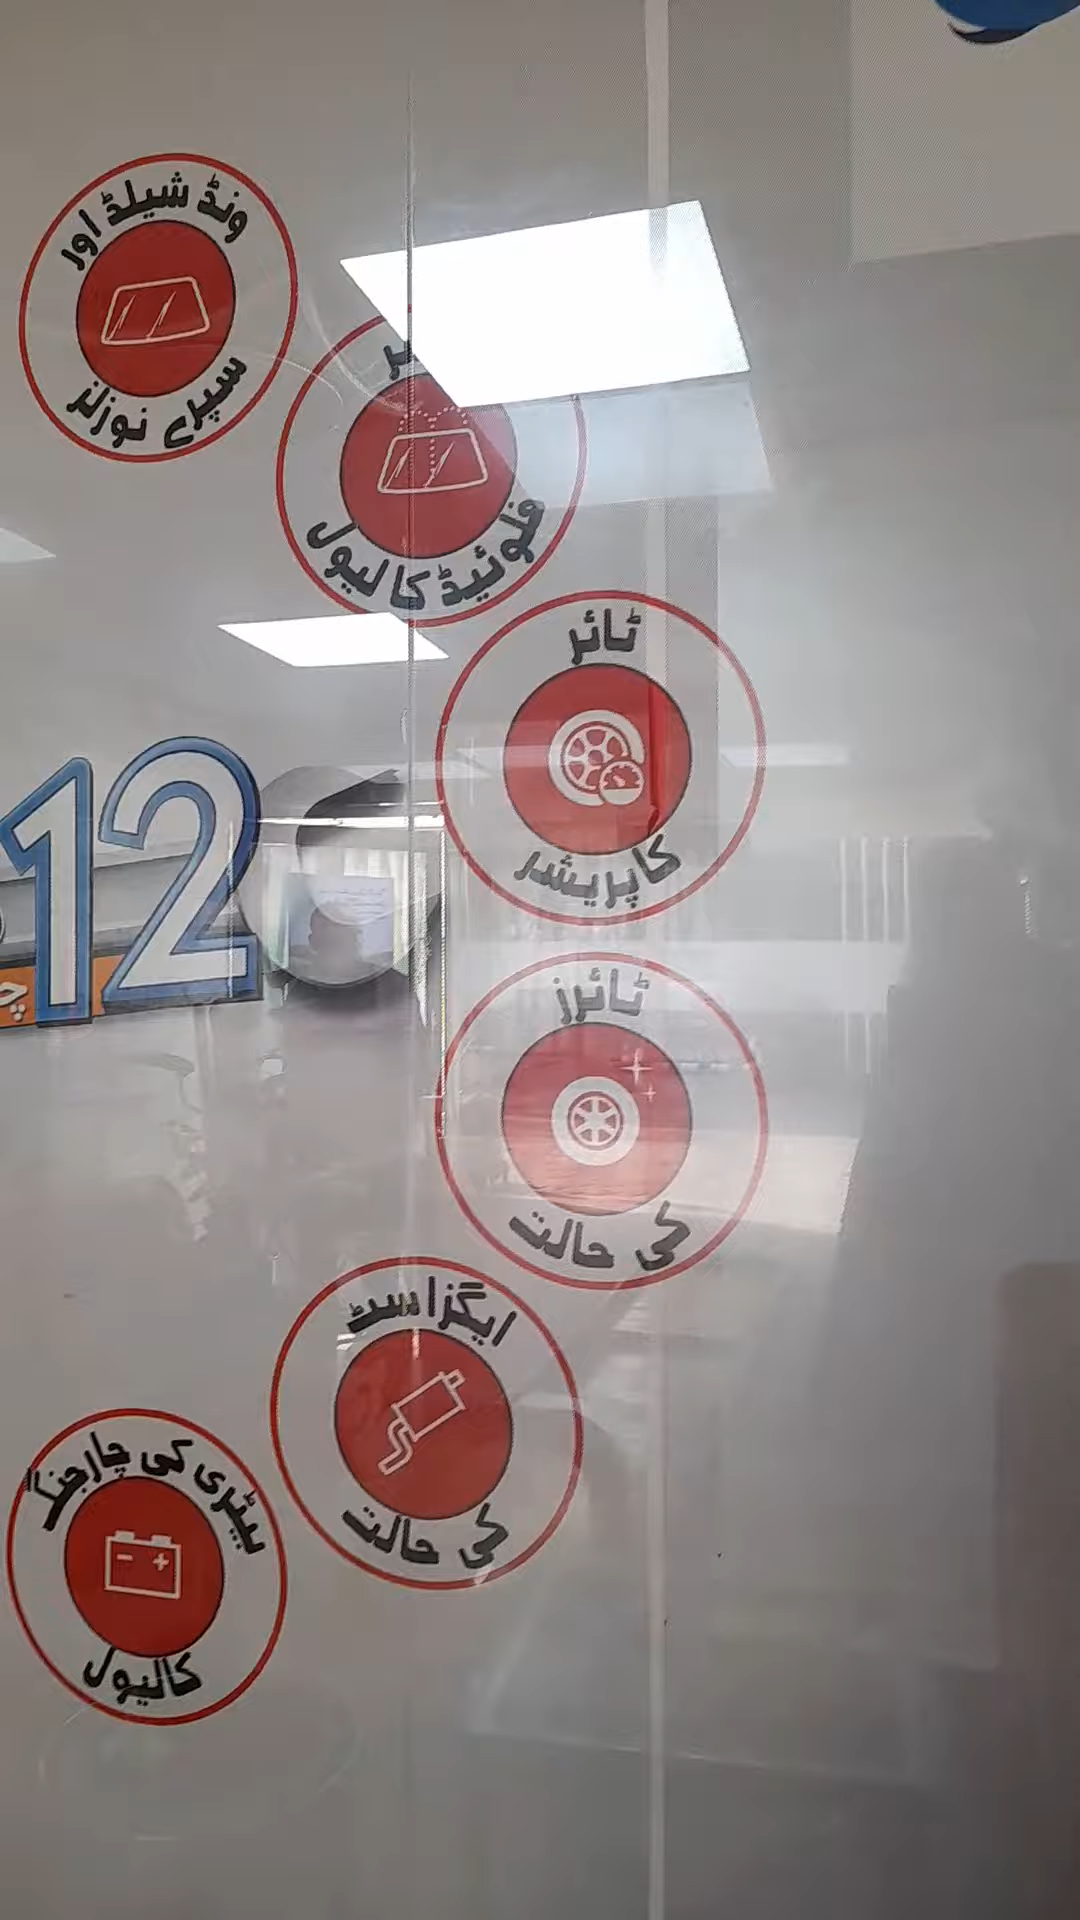 ونڈ شیلڈ اور
سپرے نوزلز
فلوئیڈ کا لیول
ٹائر
کا پریشر
12
ٹائرز
کی حالت
ایگزاسٹ
کی حالت
بیٹری کی چارجنگ
کا لیول